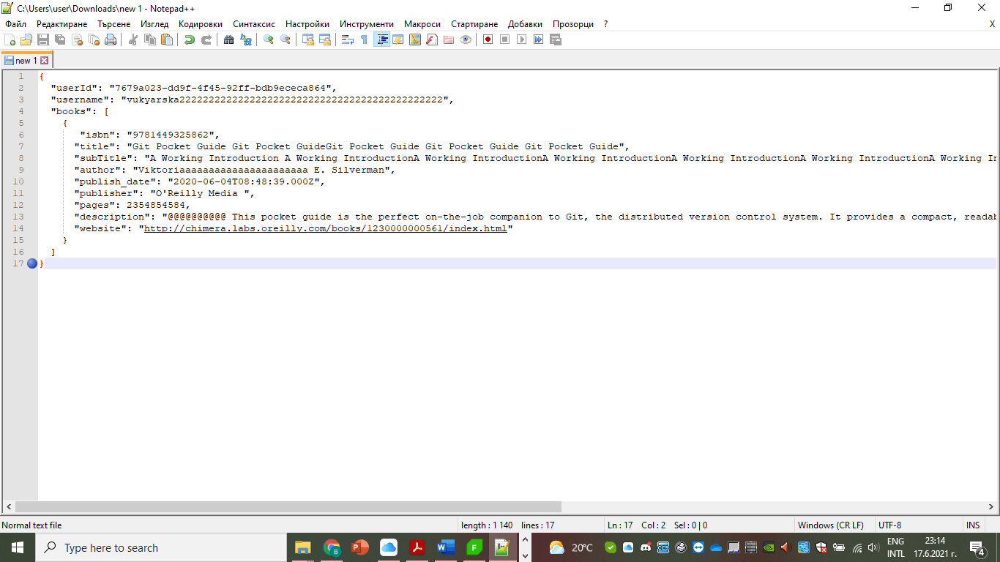 C:\Users\user\Downloads\new 1 - Notepad++
Файл Редактиране Търсене Изглед Кодировки Синтаксис Настройки Инструменти Макроси Стартиране Добавки Прозорци ? X
new 1
1 {
2 "userId": "7679a023-dd9f-4f45-92ff-bdb9ececa864",
3 "username": "vukyarska222222222222222222222222222222222222222222222",
4 "books": [
5 {
6 "isbn": "9781449325862",
7 "title": "Git Pocket Guide Git Pocket GuideGit Pocket Guide Git Pocket Guide Git Pocket Guide",
8 "subTitle": "A Working Introduction A Working IntroductionA Working IntroductionA Working IntroductionA Working IntroductionA Working IntroductionA Working In
9 "author": "Viktoriaaaaaaaaaaaaaaaaaaaaaa E. Silverman",
10 "publish_date": "2020-06-04T08:48:39.000Z",
11 "publisher": "O'Reilly Media ",
12 "pages": 2354854584,
13 "description": "@@@@@@@@@@ This pocket guide is the perfect on-the-job companion to Git, the distributed version control system. It provides a compact, readab
14 "website": "http://chimera.labs.oreilly.com/books/1230000000561/index.html"
15 }
16 ]
17 }
Normal text file length : 1 140 lines : 17 Ln : 17 Col : 2 Sel : 0 | 0 Windows (CR LF) UTF-8 INS
Type here to search
20°C
ENG
INTL
23:14
17.6.2021 г.
4